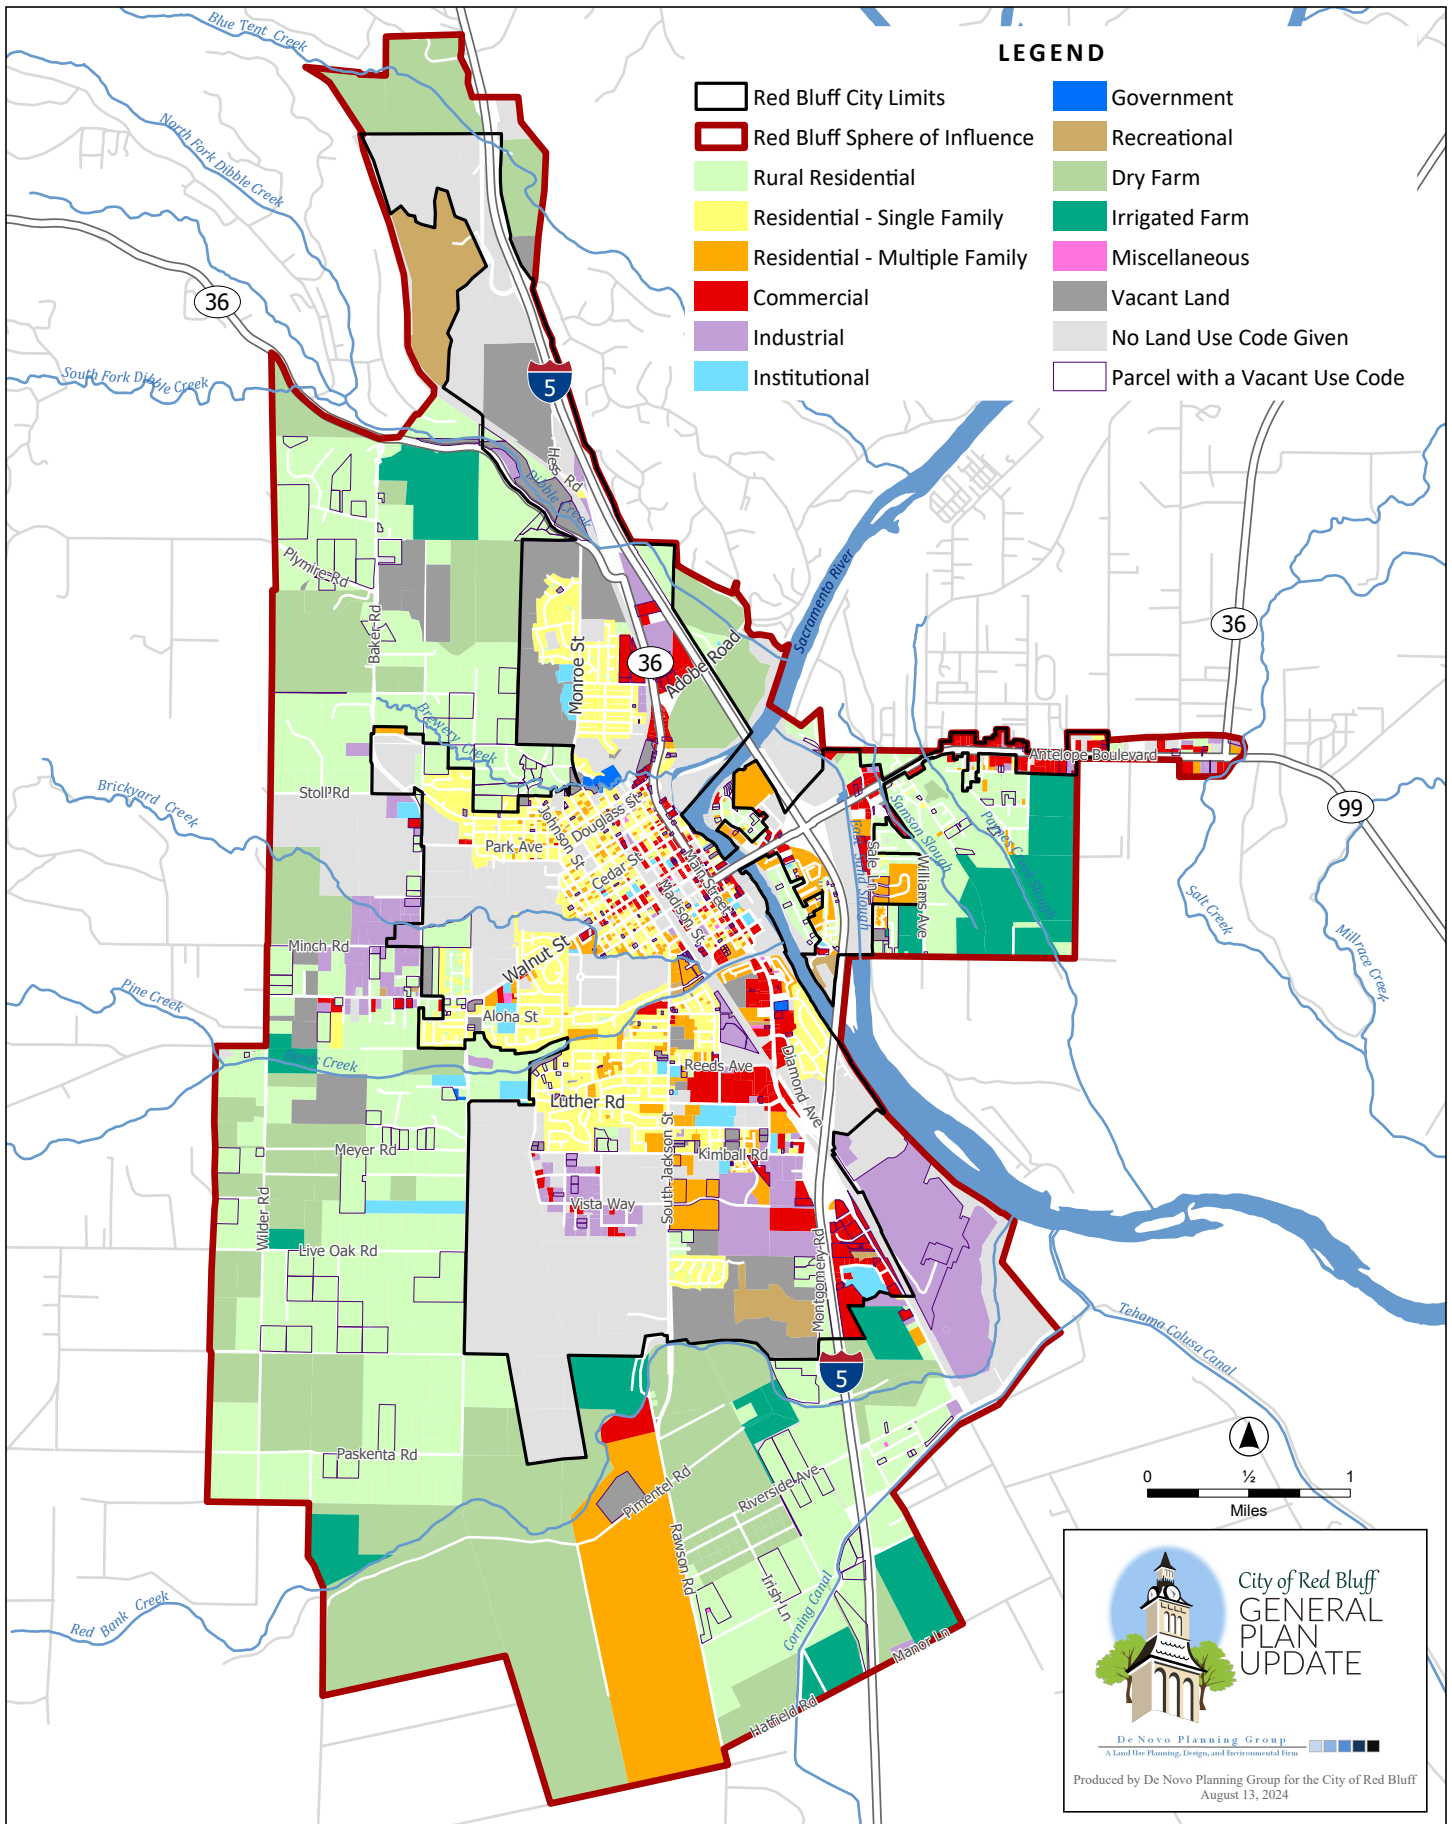 LEGEND
Red Bluff City Limits
Red Bluff Sphere of Influence
Rural Residential
Residential - Single Family
Residential - Multiple Family
Commercial
Industrial
Institutional
Government
Recreational
Dry Farm
Irrigated Farm
Miscellaneous
Vacant Land
No Land Use Code Given
Parcel with a Vacant Use Code
Blue Tent Creek
North Fork Dibble Creek
36
South Fork Dibble Creek
5
Hess Rd
Dibble Creek
Plymire Rd
Baker Rd
Monroe St
36
Adobe Road
Sacramento River
36
Brewery Creek
Antelope Boulevard
99
Brickyard Creek
Stoll Rd
Johnson St
Douglass St
Park Ave
Cedar St
Main Street
Madison St
East Sand Slough
Sale Ln
Samson Slough
Williams Ave
Paynes Creek Slough
Salt Creek
Millrace Creek
Minch Rd
Walnut St
Pine Creek
Aloha St
Reeds Creek
Reeds Ave
Diamond Ave
Luther Rd
South Jackson St
Meyer Rd
Kimball Rd
Wilder Rd
Vista Way
Live Oak Rd
Montgomery Rd
Tehama Colusa Canal
5
Paskenta Rd
Pimentel Rd
Riverside Ave
Rawson Rd
Irish Ln
Corning Canal
Red Bank Creek
Manor Ln
Hatfield Rd
0 ½ 1
Miles
City of Red Bluff
GENERAL
PLAN
UPDATE
De Novo Planning Group
A Land Use Planning, Design, and Environmental Firm
Produced by De Novo Planning Group for the City of Red Bluff
August 13, 2024